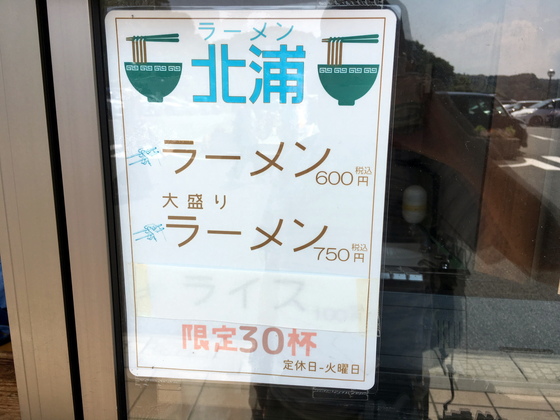 ラーメン
北浦
ラーメン 600円 税込
大盛り
ラーメン 750円 税込
ライス
限定30杯
定休日-火曜日